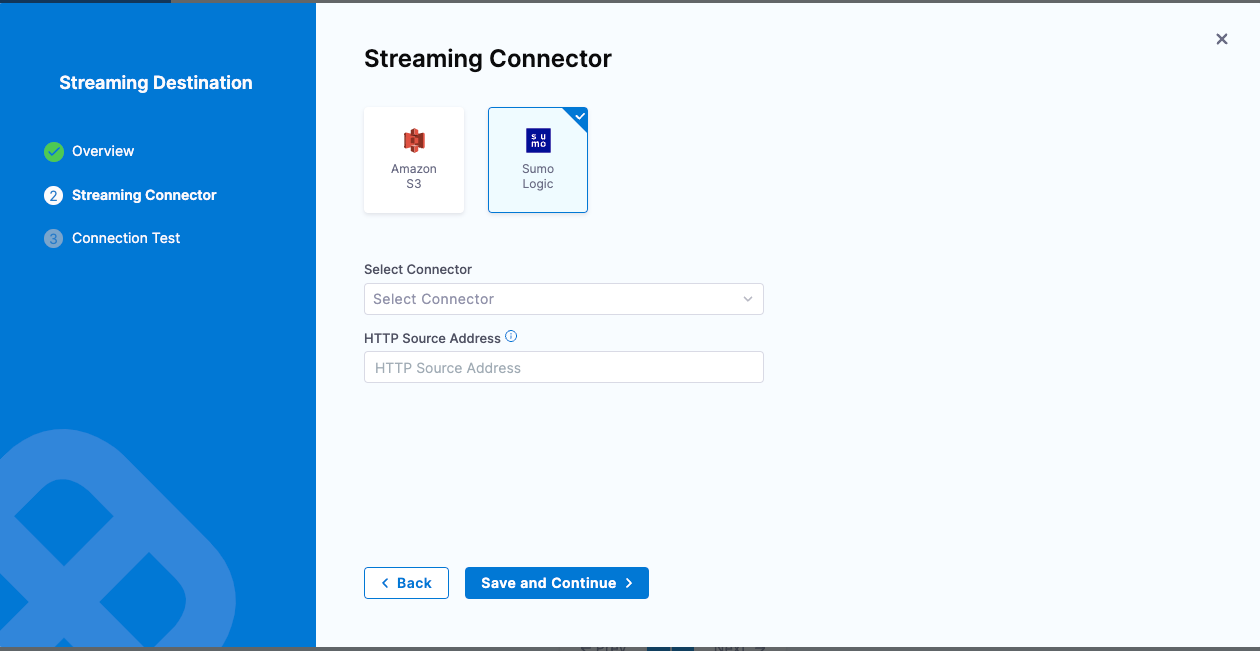 Streaming Destination
Overview
2 Streaming Connector
3 Connection Test
Streaming Connector
Amazon
S3
su
mo
Sumo
Logic
Select Connector
Select Connector
HTTP Source Address
HTTP Source Address
Back
Save and Continue